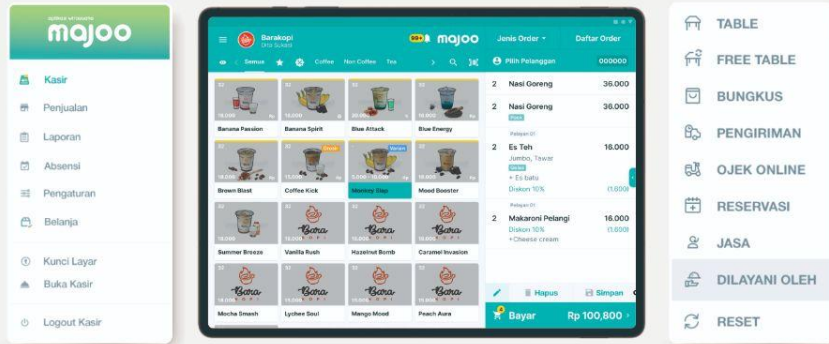 majoo
Kasir
Penjualan
Laporan
Absensi
Pengaturan
Belanja
Kunci Layar
Buka Kasir
Logout Kasir
Barakopi
99+
majoo
Jenis Order
Daftar Order
Semua
Coffee
Non Coffee
Tea
Pilih Pelanggan
000000
Banana Passion
Banana Spirit
Blue Attack
Blue Energy
Brown Blast
Coffee Kick
Monkey Slap
Mood Booster
Summer Breeze
Vanilla Rush
Hazelnut Bomb
Caramel Invasion
Mocha Smash
Lychee Soul
Mango Mood
Peach Aura
2 Nasi Goreng 36.000
2 Nasi Goreng 36.000
2 Es Teh 16.000
Jumbo, Tawar
+ Es batu
Diskon 10% (1.600)
2 Makaroni Pelangi 16.000
Diskon 10% (1.600)
+Cheese cream
Hapus
Simpan
Bayar
Rp 100,800
TABLE
FREE TABLE
BUNGKUS
PENGIRIMAN
OJEK ONLINE
RESERVASI
JASA
DILAYANI OLEH
RESET